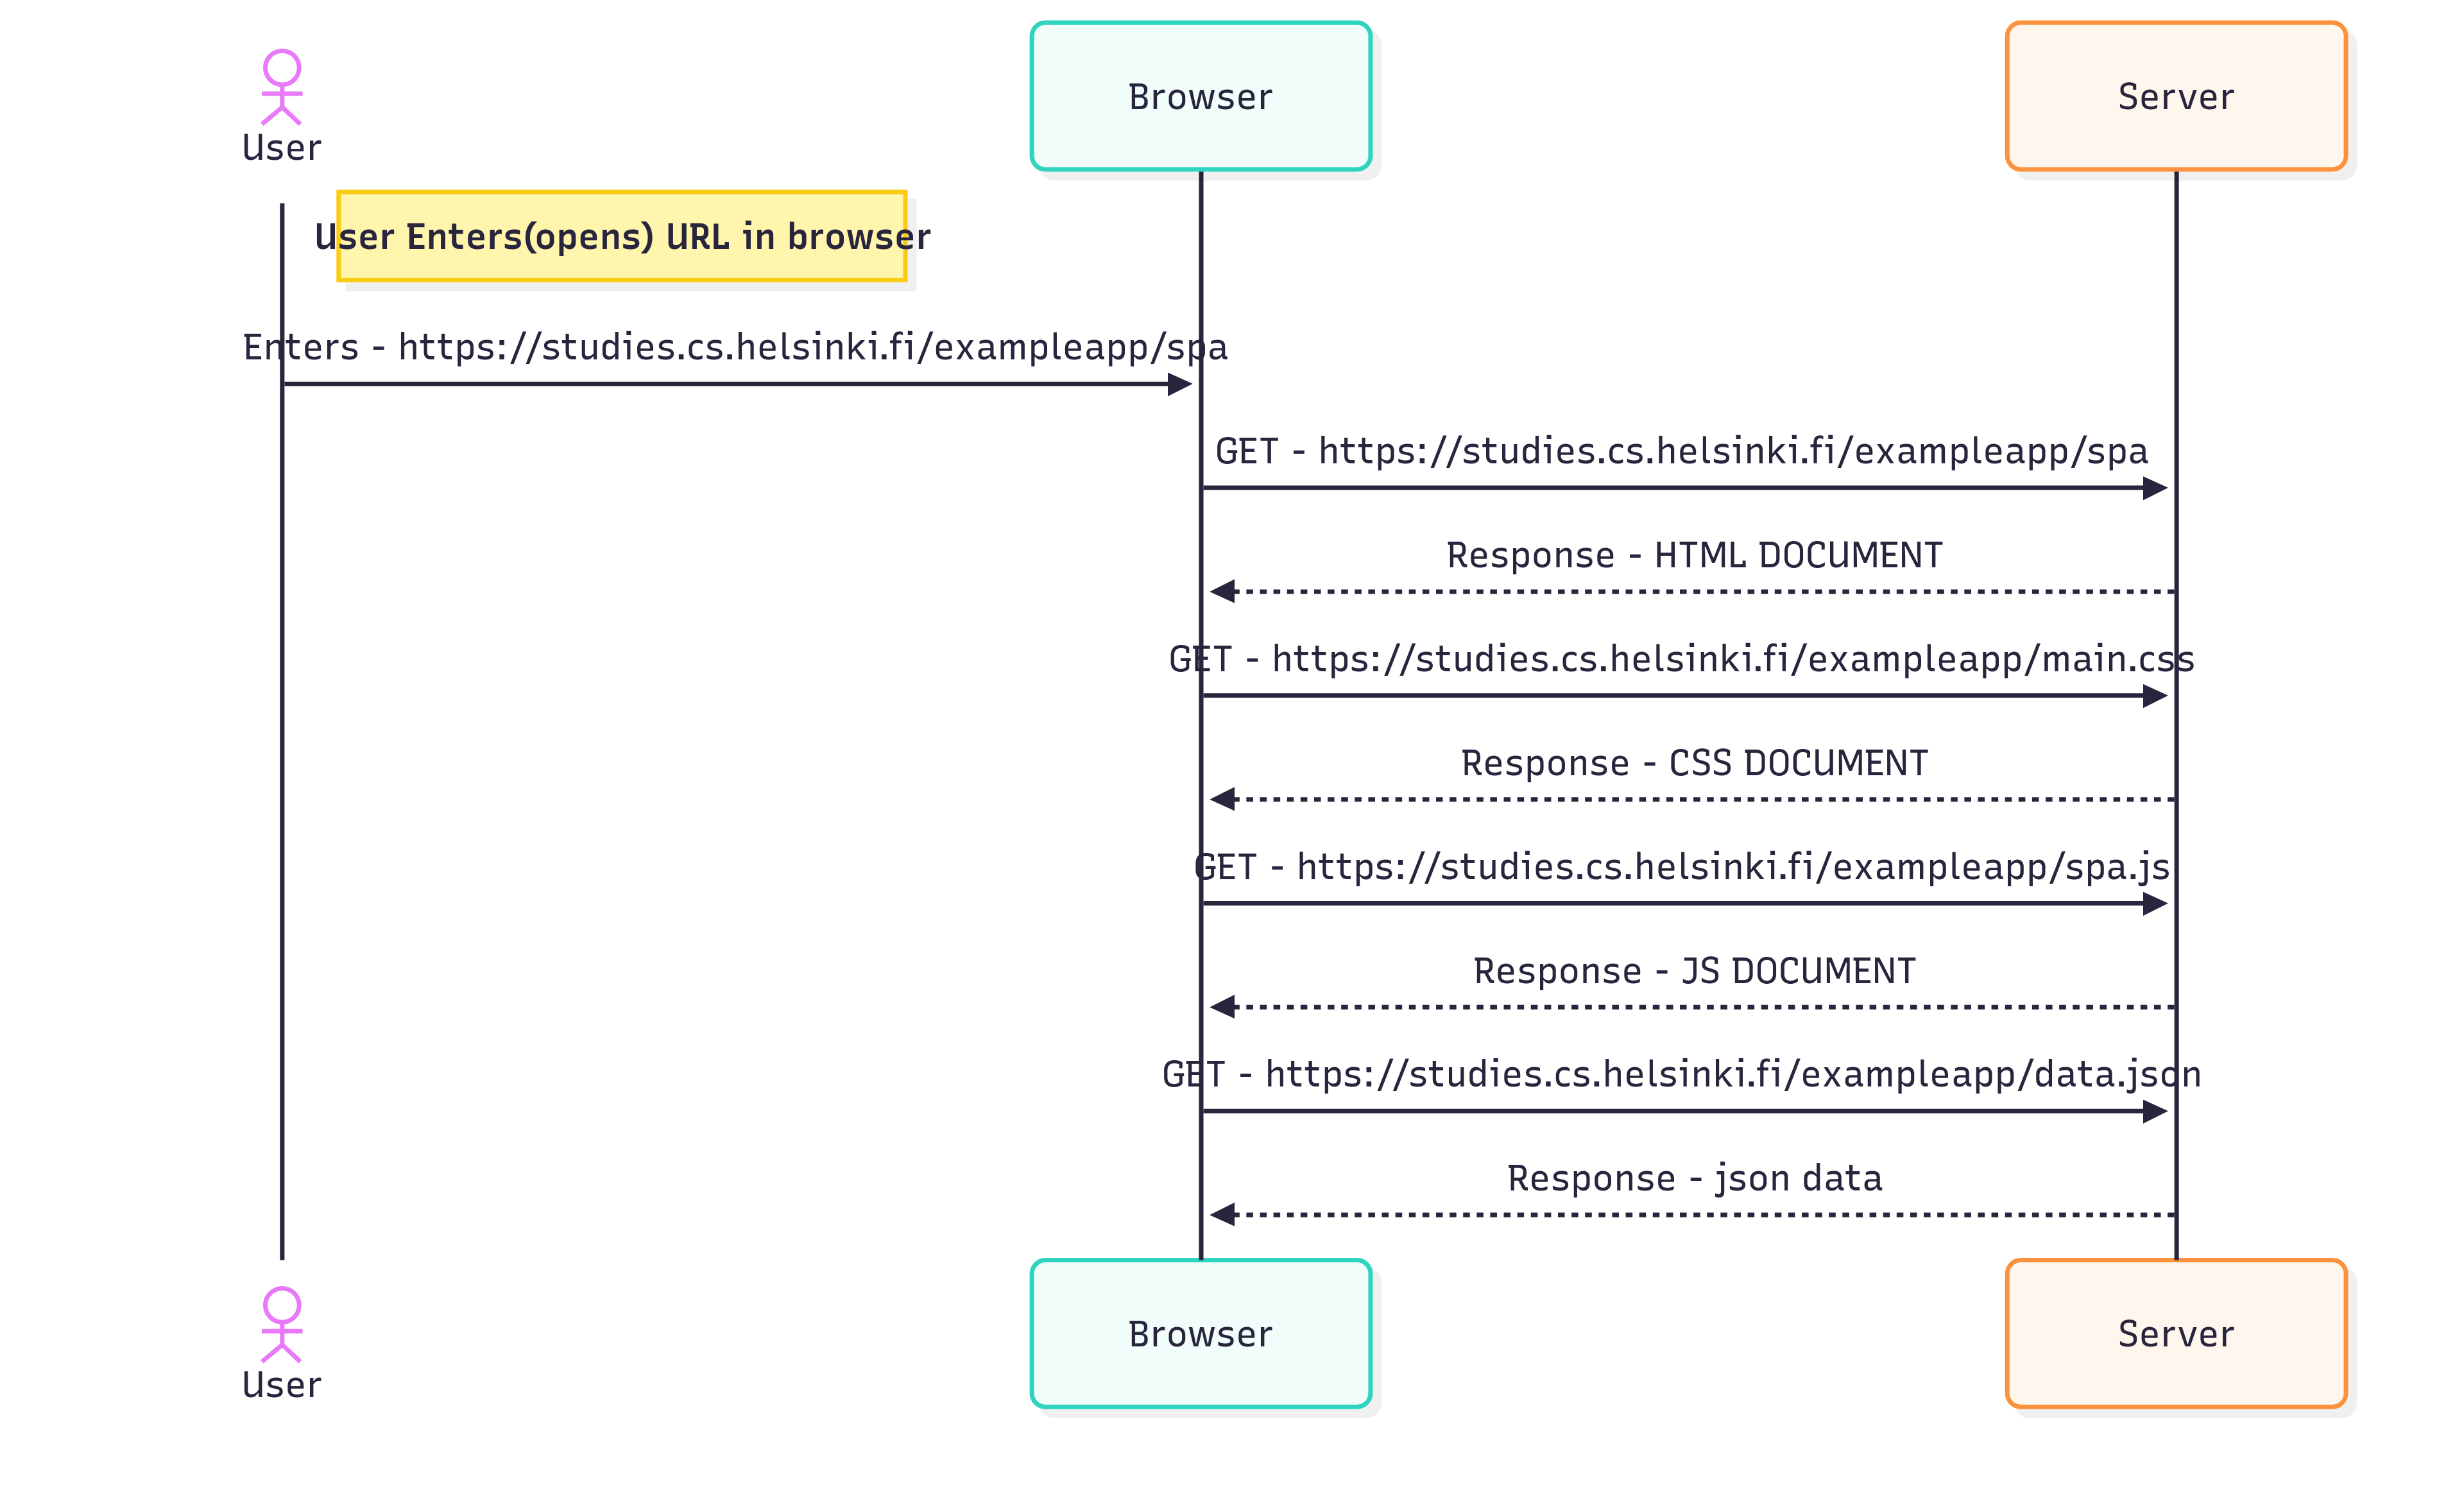 User
Browser
Server
User Enters(opens) URL in browser
Enters - https://studies.cs.helsinki.fi/exampleapp/spa
GET - https://studies.cs.helsinki.fi/exampleapp/spa
Response - HTML DOCUMENT
GET - https://studies.cs.helsinki.fi/exampleapp/main.css
Response - CSS DOCUMENT
GET - https://studies.cs.helsinki.fi/exampleapp/spa.js
Response - JS DOCUMENT
GET - https://studies.cs.helsinki.fi/exampleapp/data.json
Response - json data
User
Browser
Server